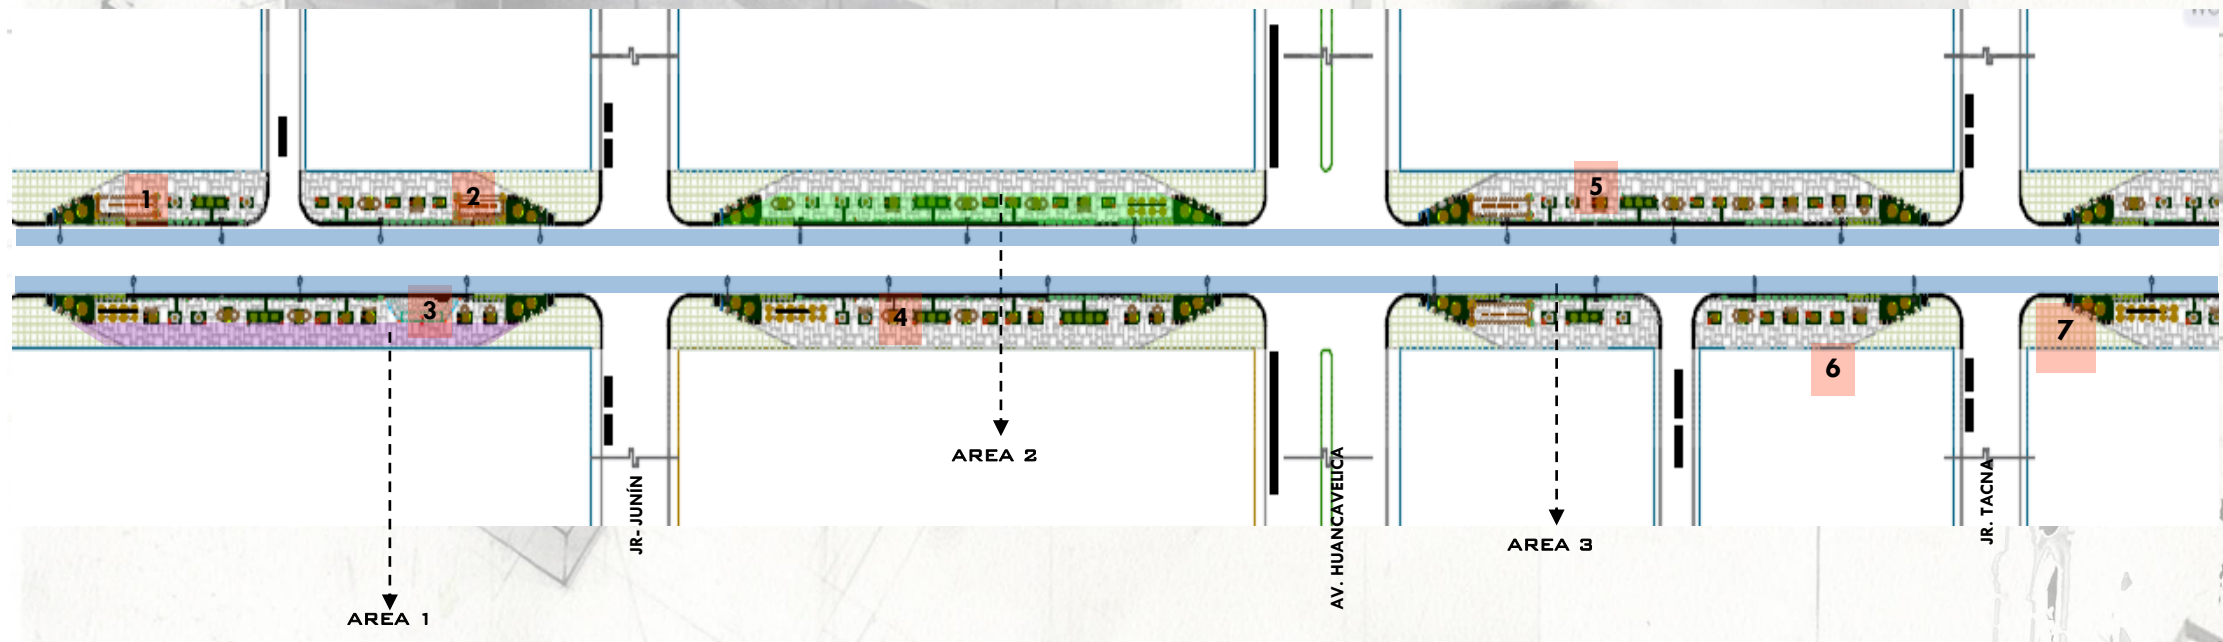 1
2
5
3
4
7
6
AREA 2
JR- JUNÍN
AV. HUANCAVELICA
JR. TACNA
AREA 3
AREA 1